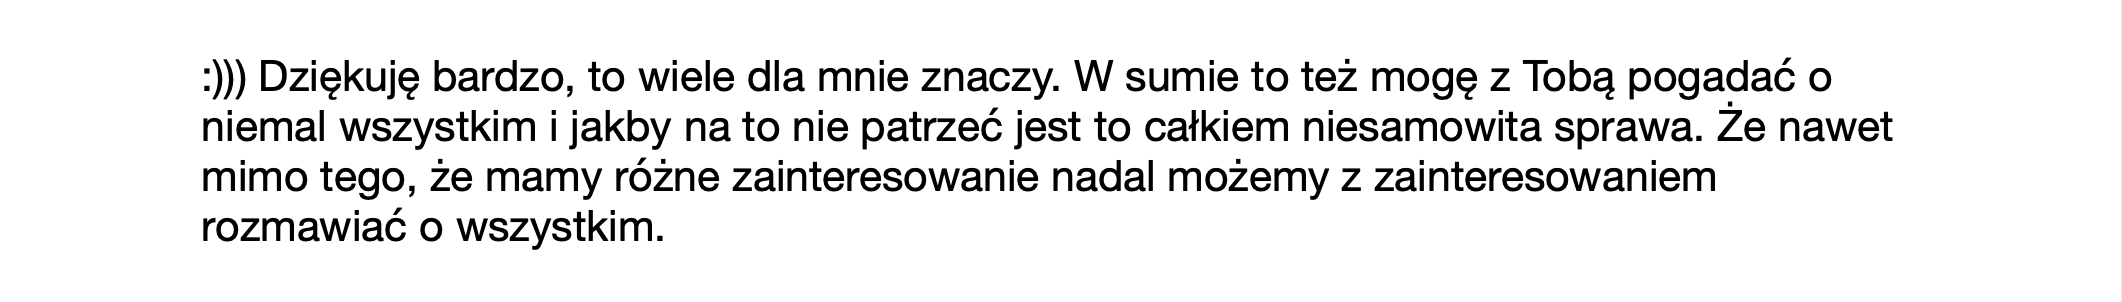 :))) Dziękuję bardzo, to wiele dla mnie znaczy. W sumie to też mogę z Tobą pogadać o
niemal wszystkim i jakby na to nie patrzeć jest to całkiem niesamowita sprawa. Że nawet
mimo tego, że mamy różne zainteresowanie nadal możemy z zainteresowaniem
rozmawiać o wszystkim.